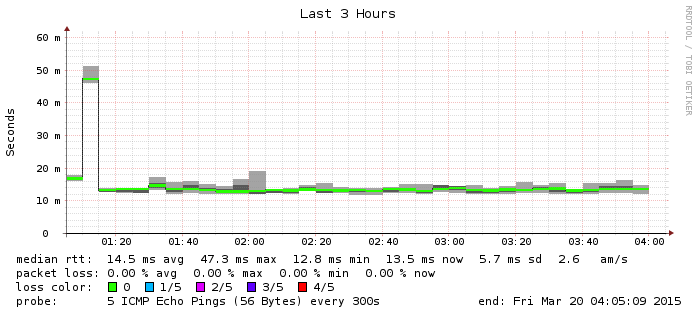 Last 3 Hours
RRDTOOL / TOBI OETIKER
Seconds
60 m
50 m
40 m
30 m
20 m
10 m
0
01:20 01:40 02:00 02:20 02:40 03:00 03:20 03:40 04:00
median rtt: 14.5 ms avg 47.3 ms max 12.8 ms min 13.5 ms now 5.7 ms sd 2.6 am/s
packet loss: 0.00 % avg 0.00 % max 0.00 % min 0.00 % now
loss color: 0 1/5 2/5 3/5 4/5
probe: 5 ICMP Echo Pings (56 Bytes) every 300s end: Fri Mar 20 04:05:09 2015